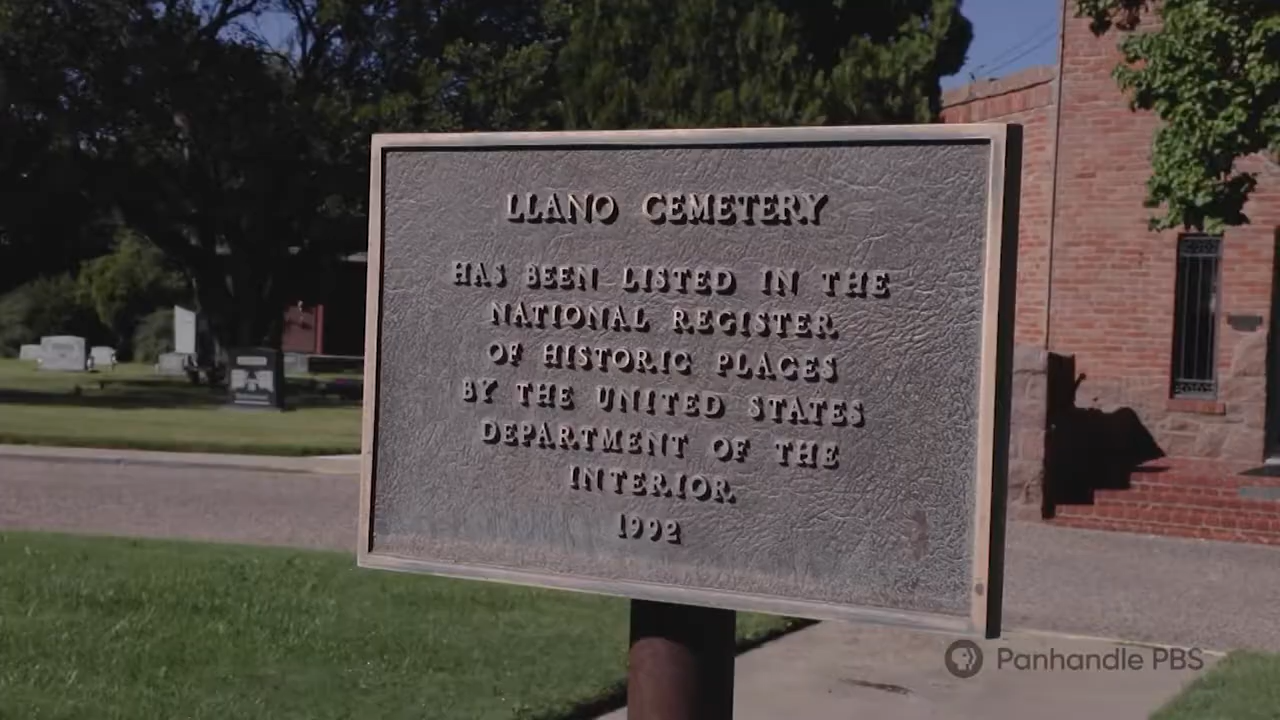 LLANO CEMETERY
HAS BEEN LISTED IN THE
NATIONAL REGISTER
OF HISTORIC PLACES
BY THE UNITED STATES
DEPARTMENT OF THE
INTERIOR
1992
Panhandle PBS